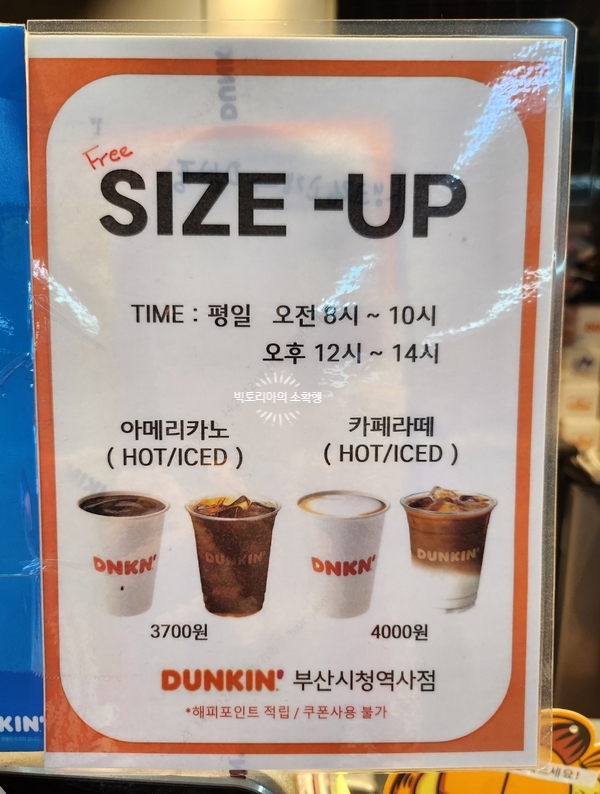 Free
SIZE -UP
TIME : 평일 오전 8시 ~ 10시
오후 12시 ~ 14시
빅토리아의 소확행
아메리카노
( HOT/ICED )
카페라떼
( HOT/ICED )
DNKN'
DUNKIN'
DNKN'
DUNKIN'
3700원
4000원
DUNKIN' 부산시청역사점
*해피포인트 적립 / 쿠폰사용 불가
KIN'
세요!